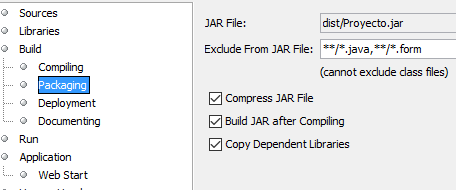 Sources
Libraries
Build
Compiling
Packaging
Deployment
Documenting
Run
Application
Web Start
JAR File: dist/Proyecto.jar
Exclude From JAR File: **/*.java,**/*.form
(cannot exclude class files)
Compress JAR File
Build JAR after Compiling
Copy Dependent Libraries